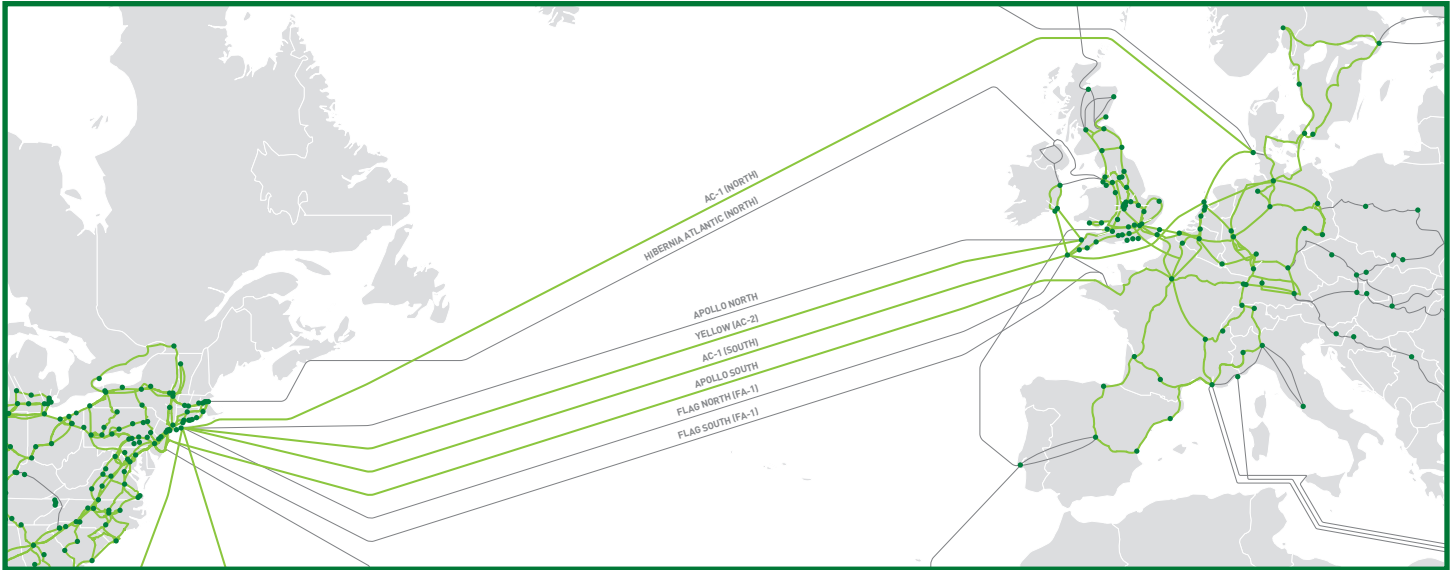 AC-1 (NORTH)
HIBERNIA ATLANTIC (NORTH)
APOLLO NORTH
YELLOW (AC-2)
AC-1 (SOUTH)
APOLLO SOUTH
FLAG NORTH (FA-1)
FLAG SOUTH (FA-1)